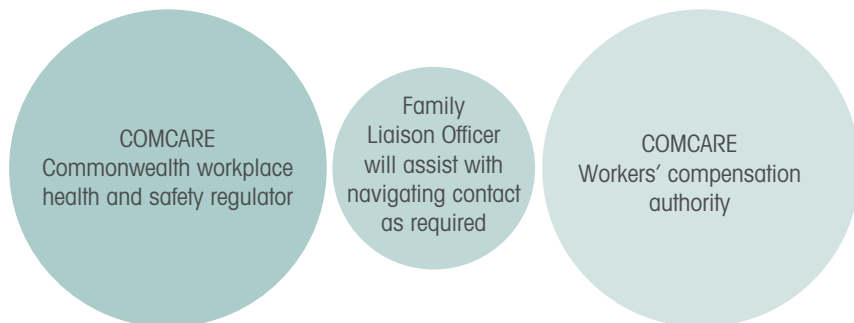 COMCARE
Commonwealth workplace
health and safety regulator
Family
Liaison Officer
will assist with
navigating contact
as required
COMCARE
Workers’ compensation
authority